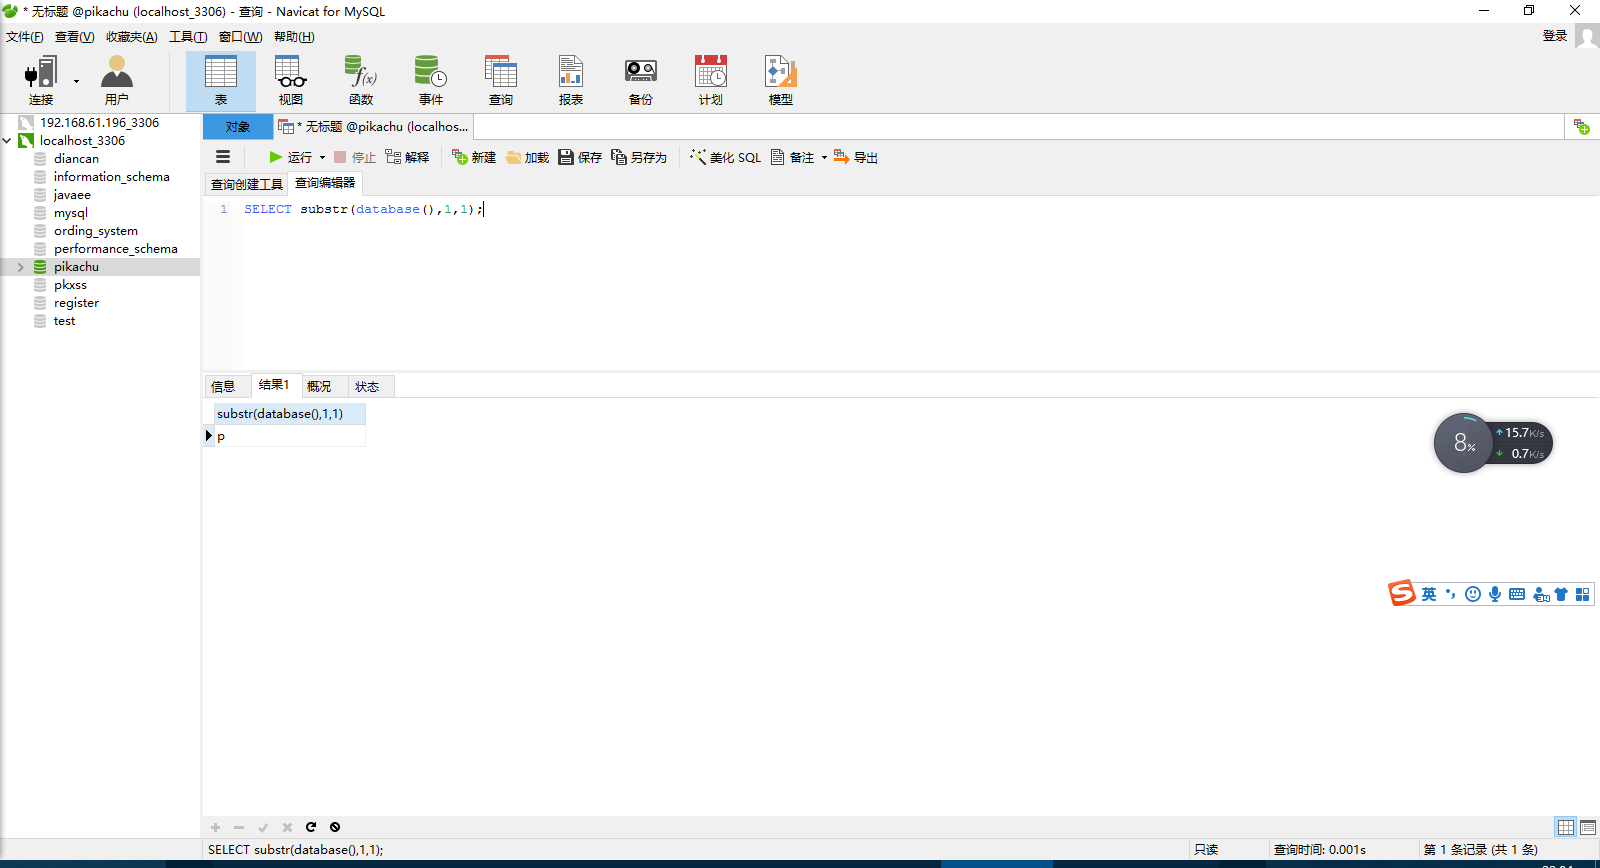 * 无标题 @pikachu (localhost_3306) - 查询 - Navicat for MySQL
文件(F) 查看(V) 收藏夹(A) 工具(T) 窗口(W) 帮助(H) 登录
连接 用户 表 视图 函数 事件 查询 报表 备份 计划 模型
192.168.61.196_3306
localhost_3306
diancan
information_schema
javaee
mysql
ording_system
performance_schema
pikachu
pkxss
register
test
对象 * 无标题 @pikachu (localhos...
运行 停止 解释 新建 加载 保存 另存为 美化 SQL 备注 导出
查询创建工具 查询编辑器
1 SELECT substr(database(),1,1);
信息 结果1 概况 状态
substr(database(),1,1)
p
8% 15.7K/s
0.7K/s
英
SELECT substr(database(),1,1); 只读 查询时间: 0.001s 第 1 条记录 (共 1 条)